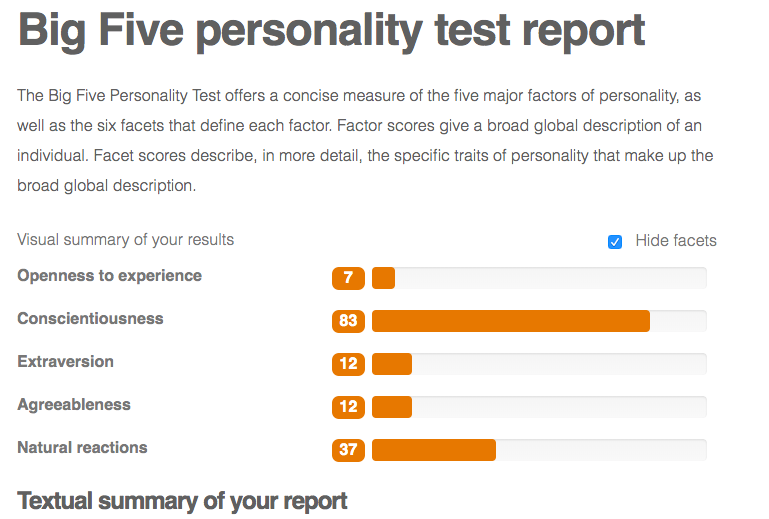 Big Five personality test report
The Big Five Personality Test offers a concise measure of the five major factors of personality, as
well as the six facets that define each factor. Factor scores give a broad global description of an
individual. Facet scores describe, in more detail, the specific traits of personality that make up the
broad global description.
Visual summary of your results Hide facets
Openness to experience 7
Conscientiousness 83
Extraversion 12
Agreeableness 12
Natural reactions 37
Textual summary of your report